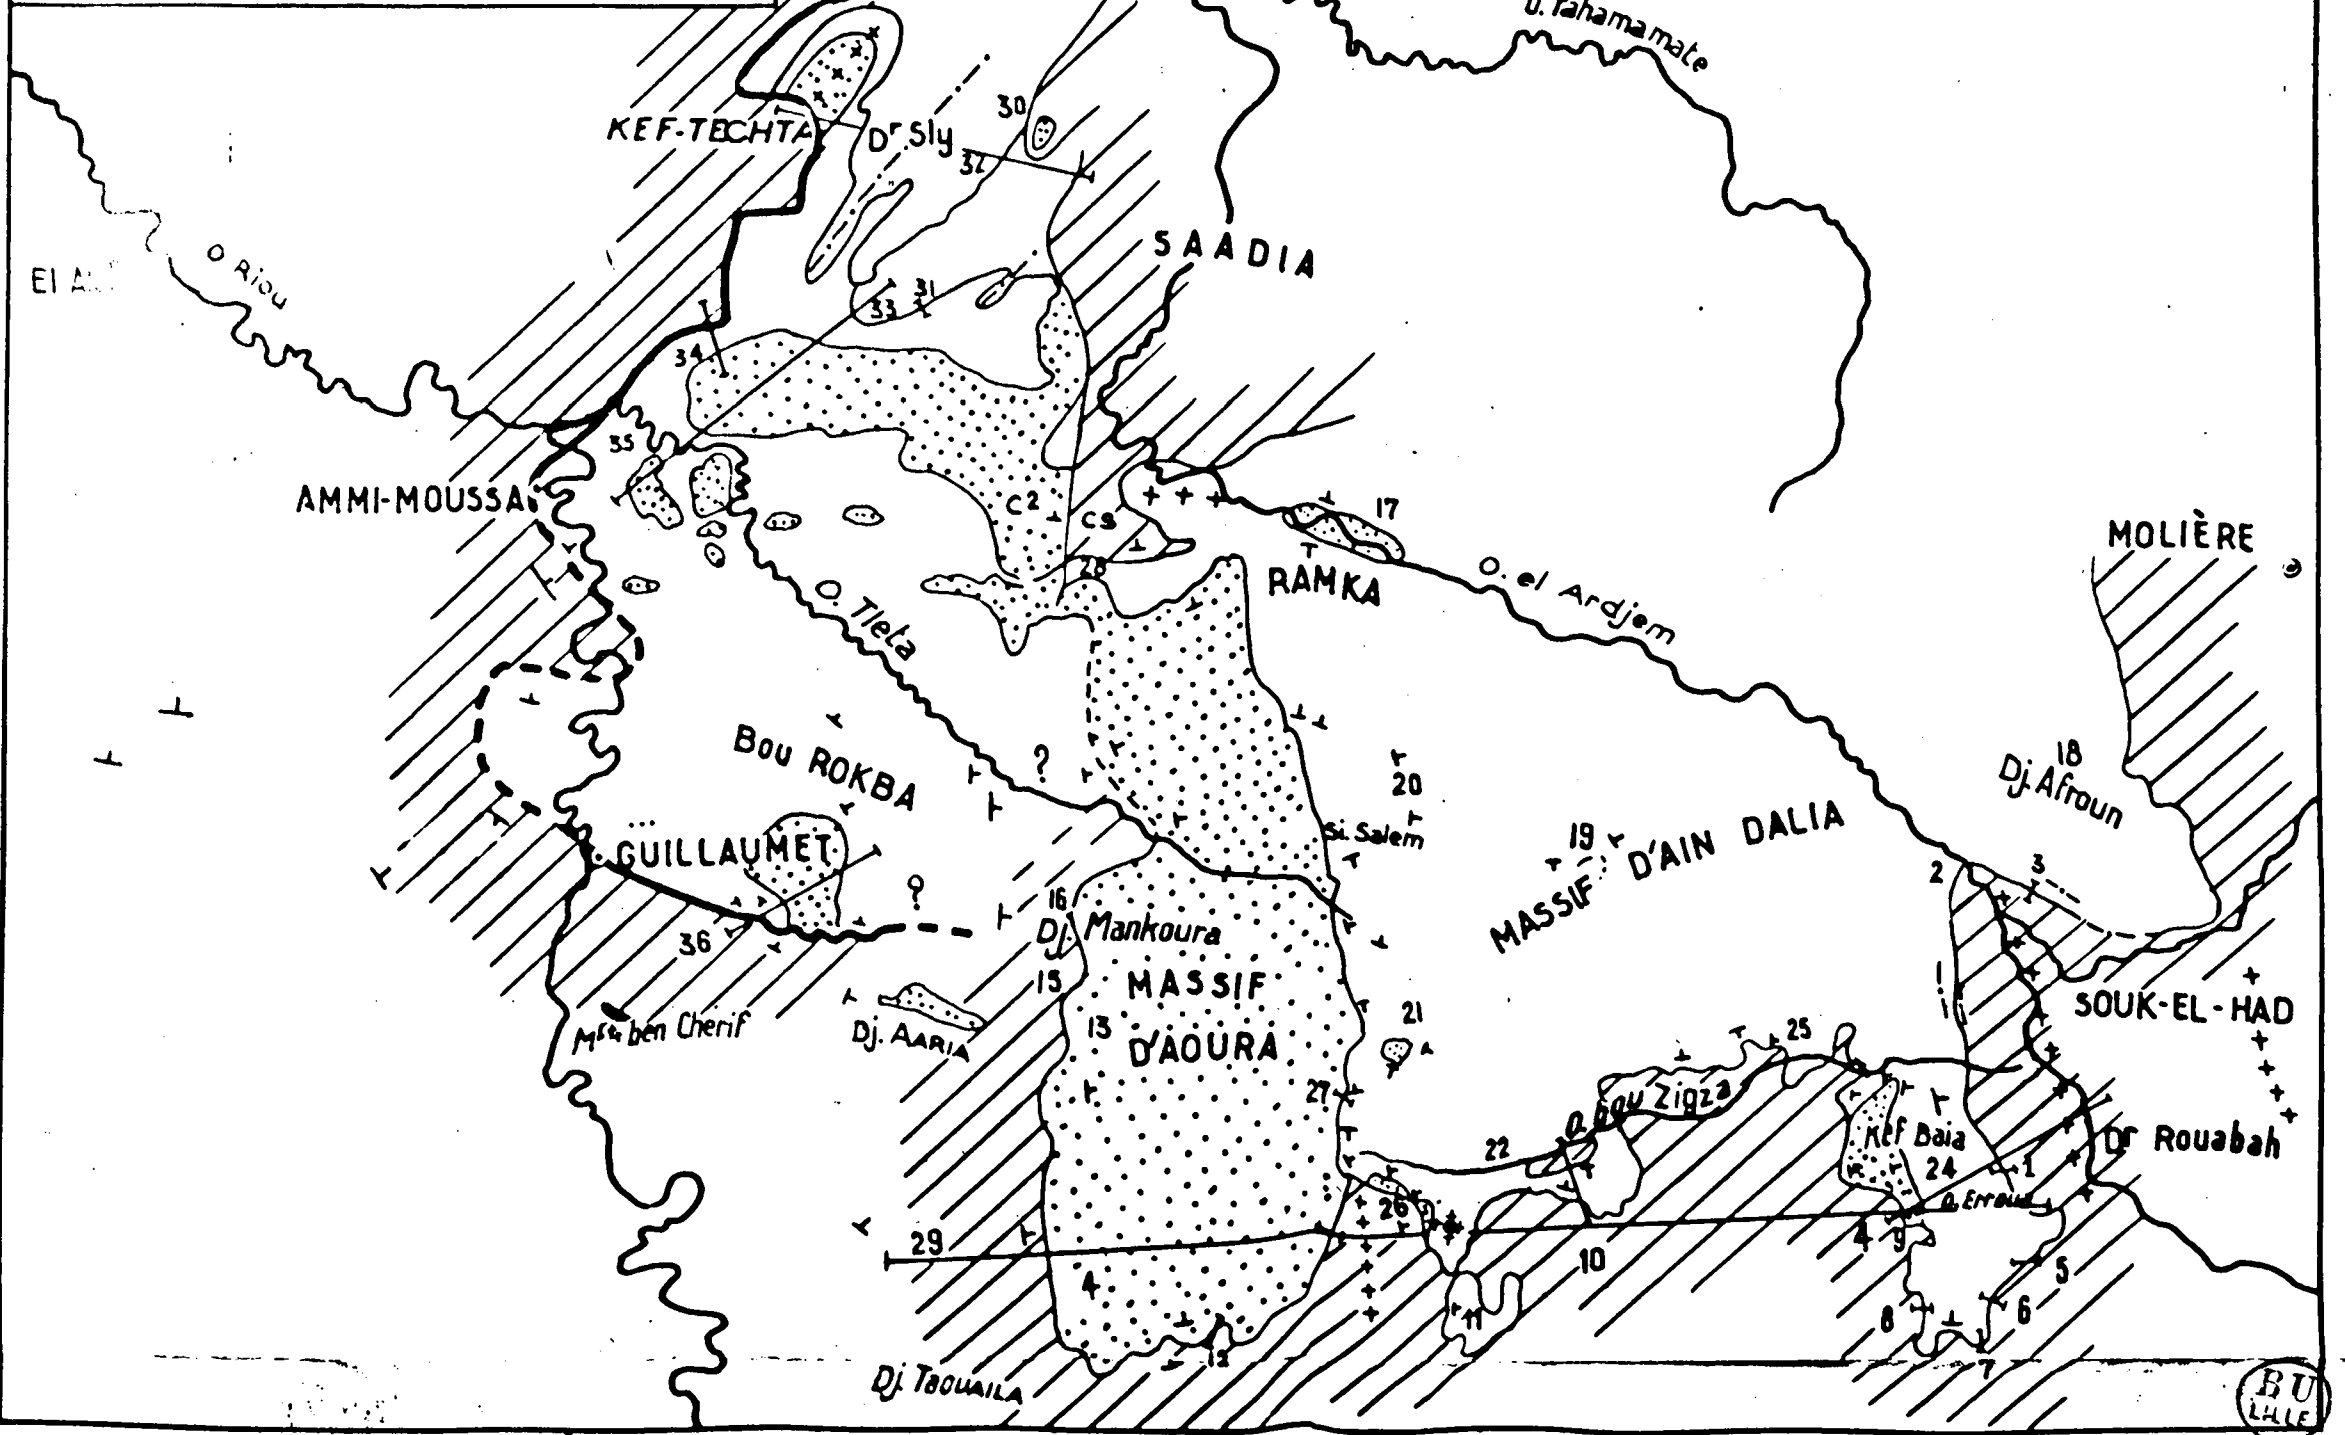 O. Tahamamate
30
KEF-TECHTA
Dr Sly
32
SAADIA
O Riou
El
33
31
34
35
AMMI-MOUSSA
C2
C3
17
MOLIÈRE
28
RAMKA
O. el Ardjem
O. Tleta
18
Dj. Afroun
Bou ROKBA
?
20
Si. Salem
19
MASSIF D'AIN DALIA
GUILLAUMET
2
3
?
16
Dj. Mankoura
36
15
MASSIF
D'AOURA
13
1
SOUK-EL-HAD
ben Cherif
Dj. AARIA
21
25
27
O. Bou Zigza
22
Kef Baia
24
1
Dr Rouabah
26
O. Erroua
29
4
9
10
5
4
8
6
11
12
7
Dj. TAOUAILA
BU
LILLE